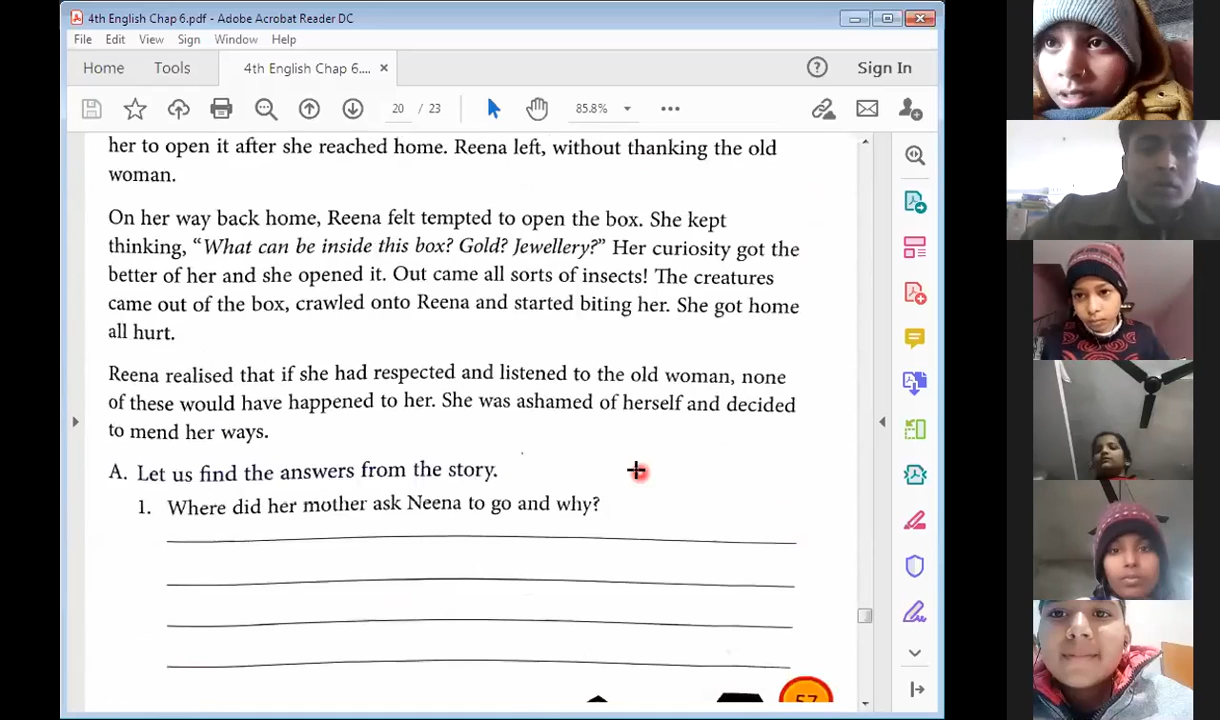 4th English Chap 6.pdf - Adobe Acrobat Reader DC
File Edit View Sign Window Help
Home Tools 4th English Chap 6.... × Sign In
20 / 23 85.8%
her to open it after she reached home. Reena left, without thanking the old
woman.
On her way back home, Reena felt tempted to open the box. She kept
thinking, “What can be inside this box? Gold? Jewellery?” Her curiosity got the
better of her and she opened it. Out came all sorts of insects! The creatures
came out of the box, crawled onto Reena and started biting her. She got home
all hurt.
Reena realised that if she had respected and listened to the old woman, none
of these would have happened to her. She was ashamed of herself and decided
to mend her ways.
A. Let us find the answers from the story.
1. Where did her mother ask Neena to go and why?
57